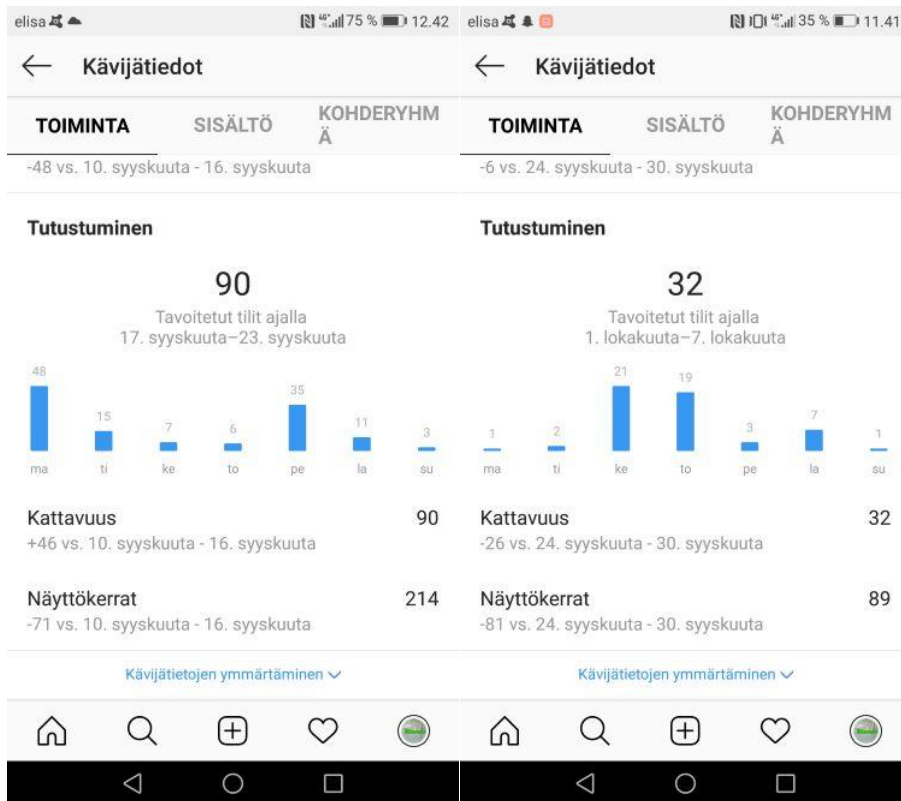 elisa 75 % 12.42
Kävijätiedot
TOIMINTA SISÄLTÖ KOHDERYHM
Ä
-48 vs. 10. syyskuuta - 16. syyskuuta
Tutustuminen
90
Tavoitetut tilit ajalla
17. syyskuuta–23. syyskuuta
48 15 7 6 35 11 3
ma ti ke to pe la su
Kattavuus 90
+46 vs. 10. syyskuuta - 16. syyskuuta
Näyttökerrat 214
-71 vs. 10. syyskuuta - 16. syyskuuta
Kävijätietojen ymmärtäminen
elisa 35 % 11.41
Kävijätiedot
TOIMINTA SISÄLTÖ KOHDERYHM
Ä
-6 vs. 24. syyskuuta - 30. syyskuuta
Tutustuminen
32
Tavoitetut tilit ajalla
1. lokakuuta–7. lokakuuta
1 2 21 19 3 7 1
ma ti ke to pe la su
Kattavuus 32
-26 vs. 24. syyskuuta - 30. syyskuuta
Näyttökerrat 89
-81 vs. 24. syyskuuta - 30. syyskuuta
Kävijätietojen ymmärtäminen